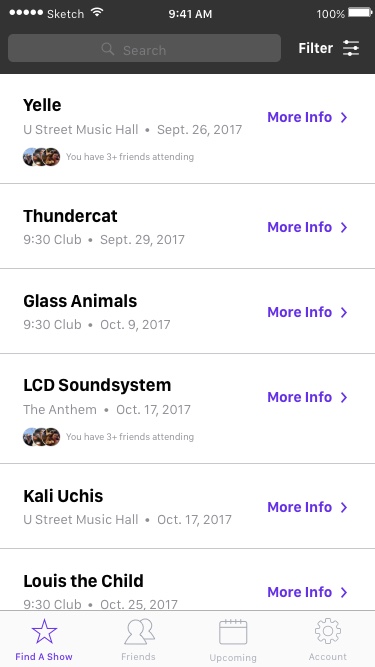 ●●●●● Sketch 9:41 AM 100%
Search Filter
Yelle
U Street Music Hall • Sept. 26, 2017
More Info
You have 3+ friends attending
Thundercat
9:30 Club • Sept. 29, 2017
More Info
Glass Animals
9:30 Club • Oct. 9, 2017
More Info
LCD Soundsystem
The Anthem • Oct. 17, 2017
More Info
You have 3+ friends attending
Kali Uchis
U Street Music Hall • Oct. 17, 2017
More Info
Louis the Child
9:30 Club • Oct. 25, 2017
More Info
Find A Show Friends Upcoming Account